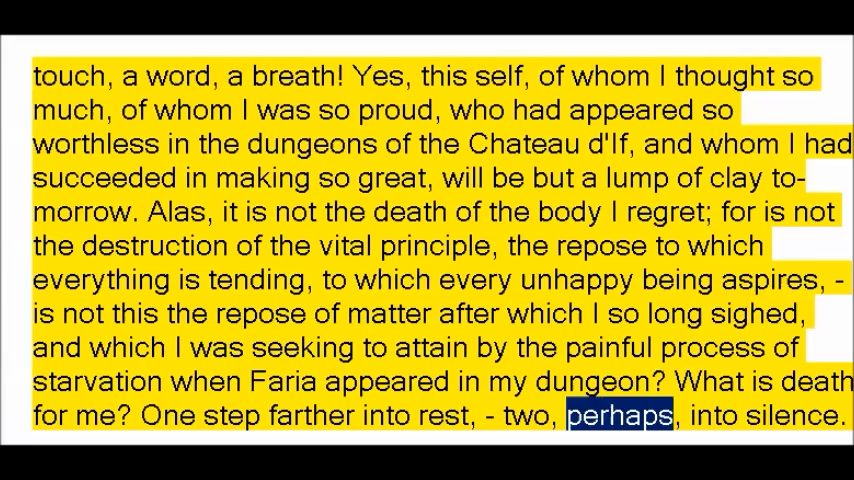 touch, a word, a breath! Yes, this self, of whom I thought so
much, of whom I was so proud, who had appeared so
worthless in the dungeons of the Chateau d'If, and whom I had
succeeded in making so great, will be but a lump of clay to-
morrow. Alas, it is not the death of the body I regret; for is not
the destruction of the vital principle, the repose to which
everything is tending, to which every unhappy being aspires, -
is not this the repose of matter after which I so long sighed,
and which I was seeking to attain by the painful process of
starvation when Faria appeared in my dungeon? What is death
for me? One step farther into rest, - two, perhaps, into silence.